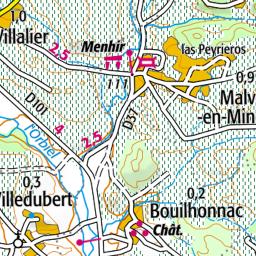 1.0
Villalier
2,5
Menhir
las Peyrieros
0,9
111
D101
4
2,5
D37
Malv
-en-Min
Orbiel
0,3
Villedubert
0,2
Bouilhonnac
Chât.